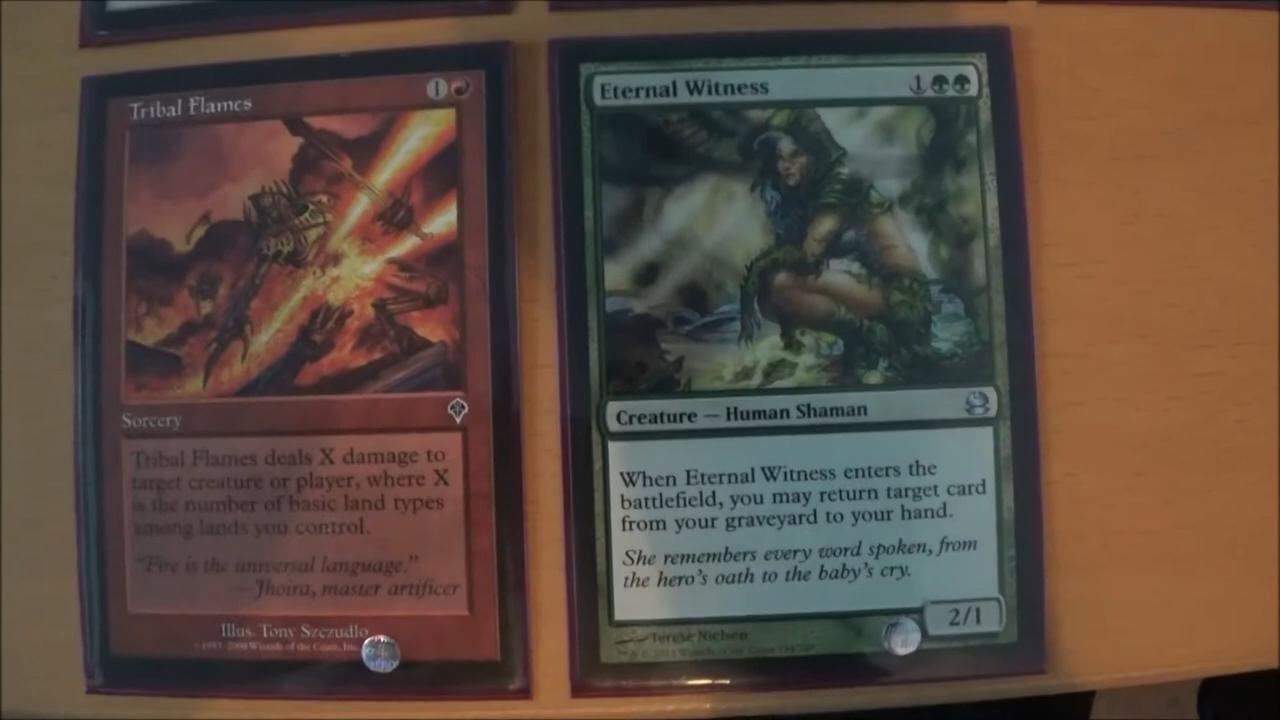 Tribal Flames
1
Sorcery
Tribal Flames deals X damage to
target creature or player, where X
is the number of basic land types
among lands you control.
"Fire is the universal language."
—Jhoira, master artificer
Illus. Tony Szczudlo
Eternal Witness
1
Creature — Human Shaman
When Eternal Witness enters the
battlefield, you may return target card
from your graveyard to your hand.
She remembers every word spoken, from
the hero's oath to the baby's cry.
2/1
Terese Nielsen